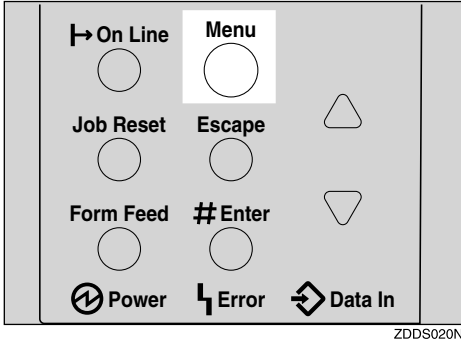 On Line Menu
Job Reset Escape
Form Feed # Enter
Power Error Data In
ZDDS020N